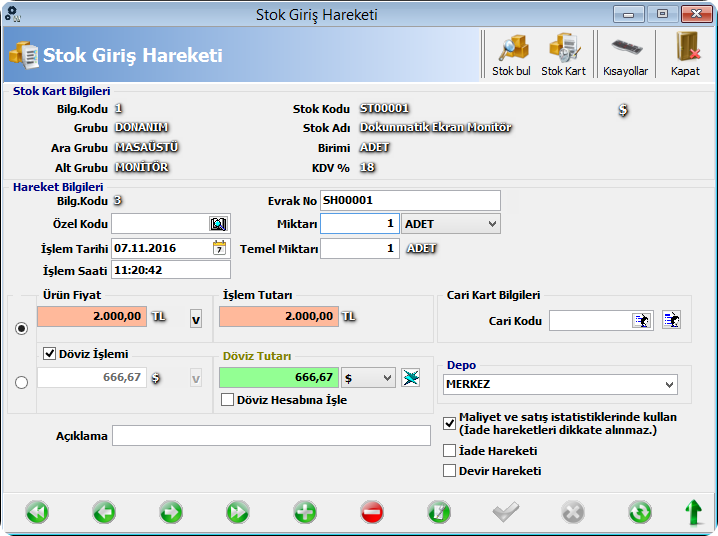 Stok Giriş Hareketi
Stok Giriş Hareketi
Stok bul
Stok Kart
Kısayollar
Kapat
Stok Kart Bilgileri
Bilg.Kodu 1
Stok Kodu ST00001
$
Grubu DONANIM
Stok Adı Dokunmatik Ekran Monitör
Ara Grubu MASAÜSTÜ
Birimi ADET
Alt Grubu MONİTÖR
KDV % 18
Hareket Bilgileri
Bilg.Kodu 3
Evrak No SH00001
Özel Kodu
Miktarı 1 ADET
İşlem Tarihi 07.11.2016 7
Temel Miktarı 1 ADET
İşlem Saati 11:20:42
Ürün Fiyat
İşlem Tutarı
Cari Kart Bilgileri
2.000,00 TL v
2.000,00 TL
Cari Kodu
Döviz İşlemi
Döviz Tutarı
Depo
666,67 $ v
666,67 $
MERKEZ
Döviz Hesabına İşle
Maliyet ve satış istatistiklerinde kullan
(İade hareketleri dikkate alınmaz.)
Açıklama
İade Hareketi
Devir Hareketi